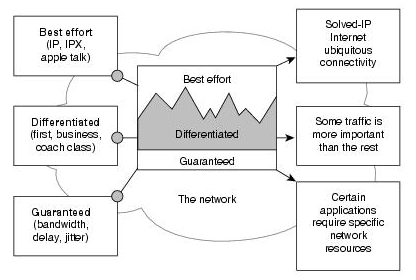 Best effort
(IP, IPX,
apple talk)
Differentiated
(first, business,
coach class)
Guaranteed
(bandwidth,
delay, jitter)
Best effort
Differentiated
Guaranteed
The network
Solved-IP
Internet
ubiquitous
connectivity
Some traffic is
more important
than the rest
Certain
applications
require specific
network
resources